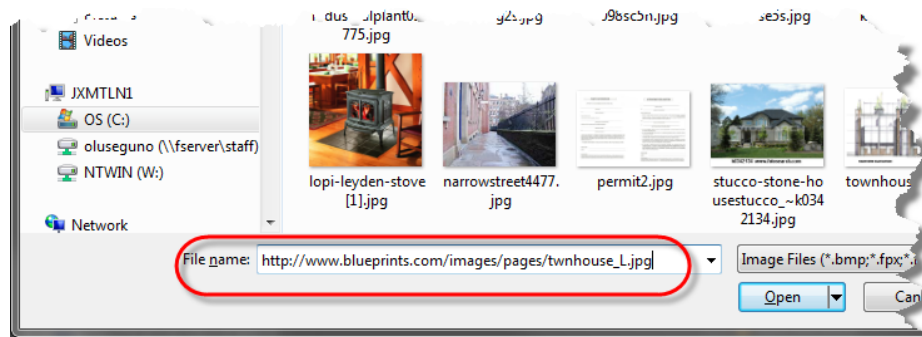 775.jpg
Videos
JXMTLN1
OS (C:)
oluseguno (\\fserver\staff)
NTWIN (W:)
Network
lopi-leyden-stove
[1].jpg
narrowstreet4477.
jpg
permit2.jpg
stucco-stone-ho
usestucco_~k034
2134.jpg
townhous
File name:
http://www.blueprints.com/images/pages/twnhouse_L.jpg
Image Files (*.bmp;*.fpx;*.
Open
Can